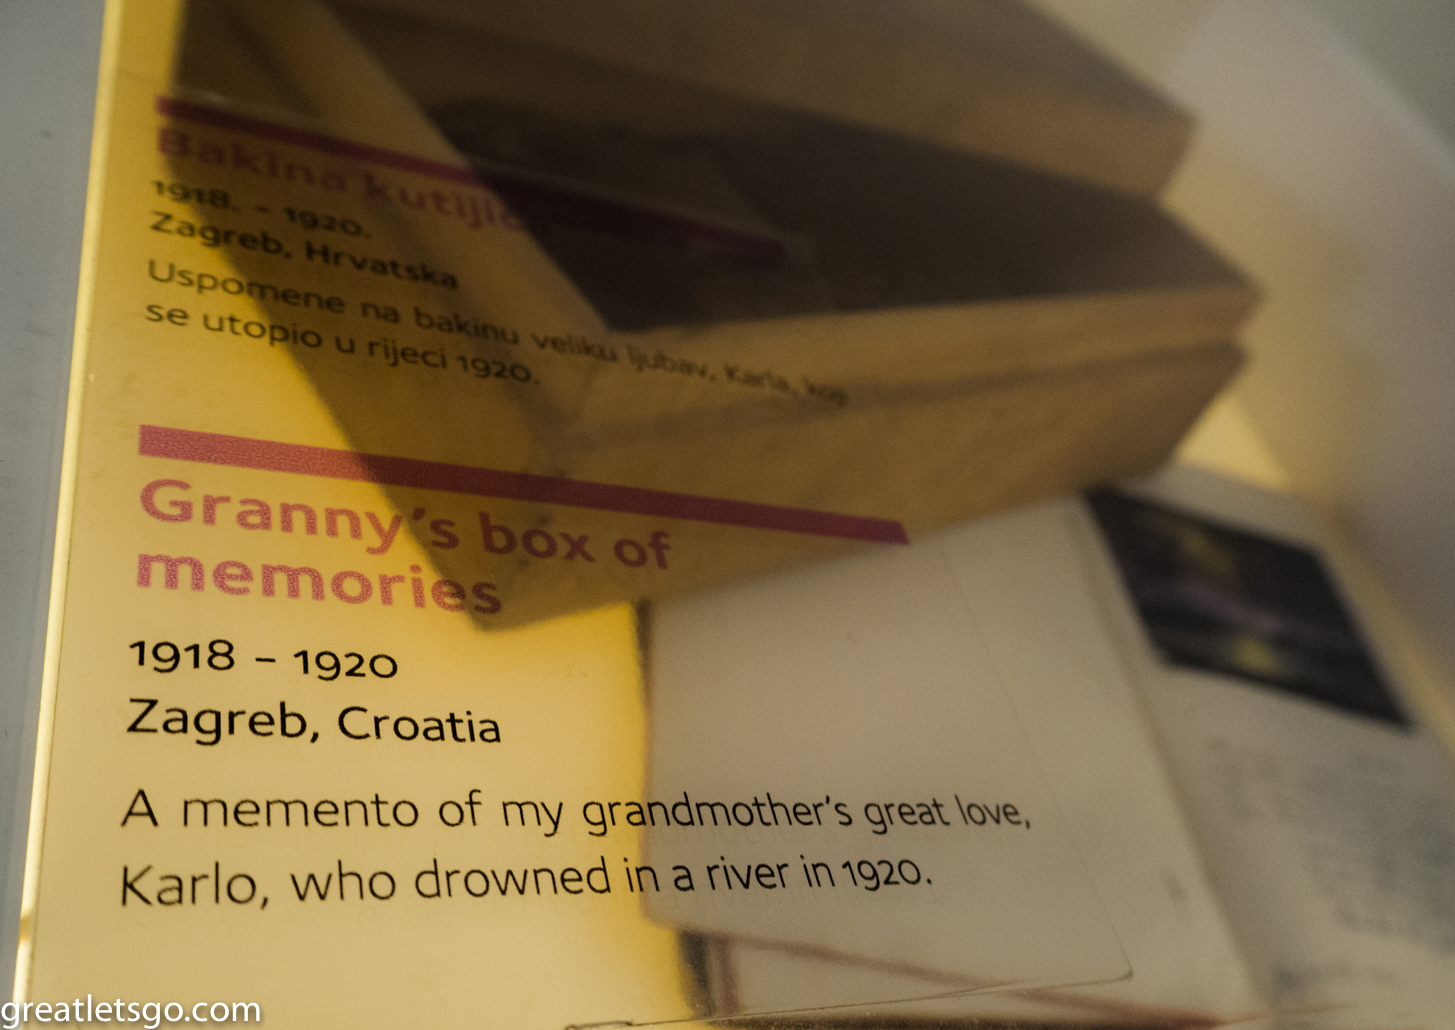 Bakina kutijica
1918. – 1920.
Zagreb, Hrvatska
Uspomene na bakinu veliku ljubav, Karla, koji
se utopio u rijeci 1920.
Granny's box of
memories
1918 – 1920
Zagreb, Croatia
A memento of my grandmother's great love,
Karlo, who drowned in a river in 1920.
greatletsgo.com